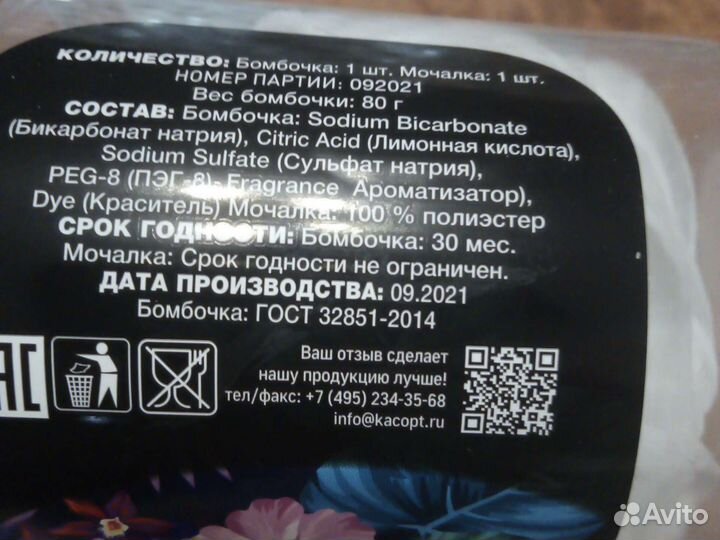 КОЛИЧЕСТВО: Бомбочка: 1 шт. Мочалка: 1 шт.
НОМЕР ПАРТИИ: 092021
Вес бомбочки: 80 г
СОСТАВ: Бомбочка: Sodium Bicarbonate
(Бикарбонат натрия), Citric Acid (Лимонная кислота),
Sodium Sulfate (Сульфат натрия),
PEG-8 (ПЭГ-8), Fragrance Ароматизатор),
Dye (Краситель) Мочалка: 100 % полиэстер
СРОК ГОДНОСТИ: Бомбочка: 30 мес.
Мочалка: Срок годности не ограничен.
ДАТА ПРОИЗВОДСТВА: 09.2021
Бомбочка: ГОСТ 32851-2014
EAC
Ваш отзыв сделает
нашу продукцию лучше!
тел/факс: +7 (495) 234-35-68
info@kacopt.ru
Avito